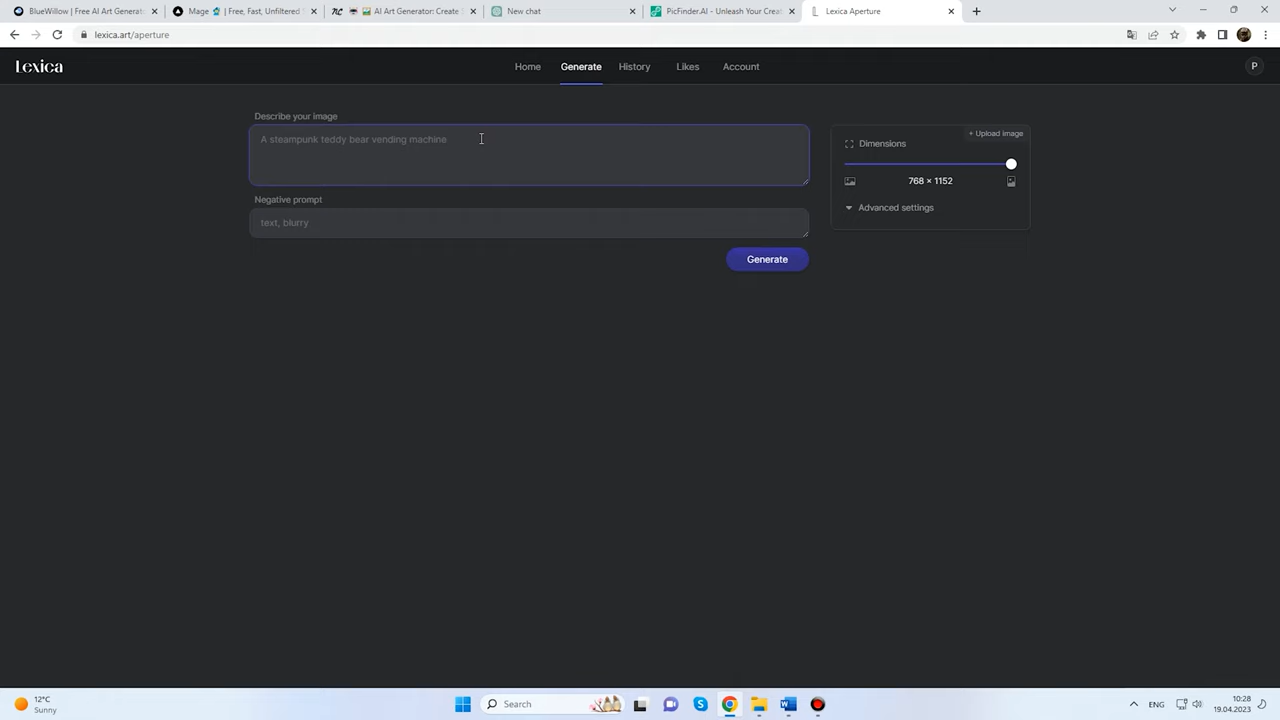 BlueWillow | Free AI Art Generato
Mage | Free, Fast, Unfiltered S
AI Art Generator: Create S
New chat
PicFinder.AI - Unleash Your Crea
Lexica Aperture
lexica.art/aperture
Lexica
Home
Generate
History
Likes
Account
P
Describe your image
A steampunk teddy bear vending machine
+ Upload image
Dimensions
768 × 1152
Advanced settings
Negative prompt
text, blurry
Generate
12°C
Sunny
Search
ENG
10:28
19.04.2023